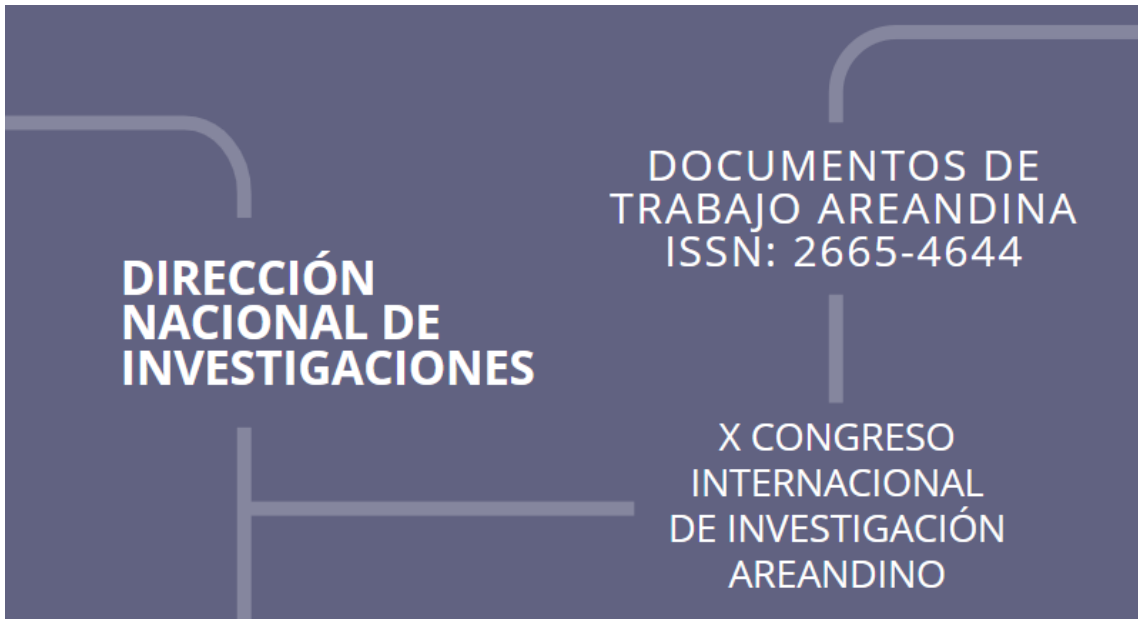 DIRECCIÓN
NACIONAL DE
INVESTIGACIONES
DOCUMENTOS DE
TRABAJO AREANDINA
ISSN: 2665-4644
X CONGRESO
INTERNACIONAL
DE INVESTIGACIÓN
AREANDINO